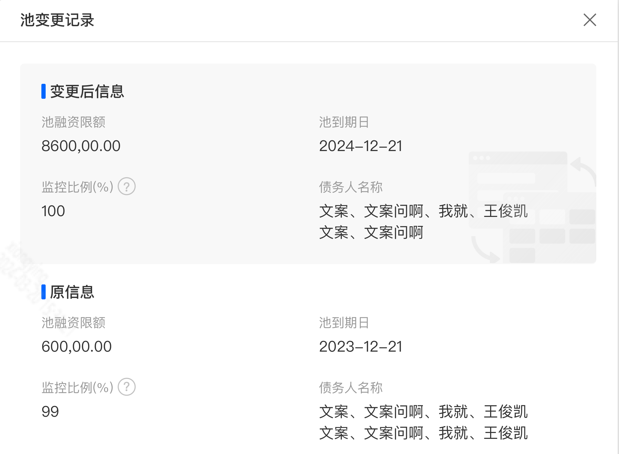 池变更记录
变更后信息
池融资限额 池到期日
8600,00.00 2024-12-21
监控比例(%) ? 债务人名称
100 文案、文案问啊、我就、王俊凯
文案、文案问啊
原信息
池融资限额 池到期日
600,00.00 2023-12-21
监控比例(%) ? 债务人名称
99 文案、文案问啊、我就、王俊凯
文案、文案问啊、我就、王俊凯